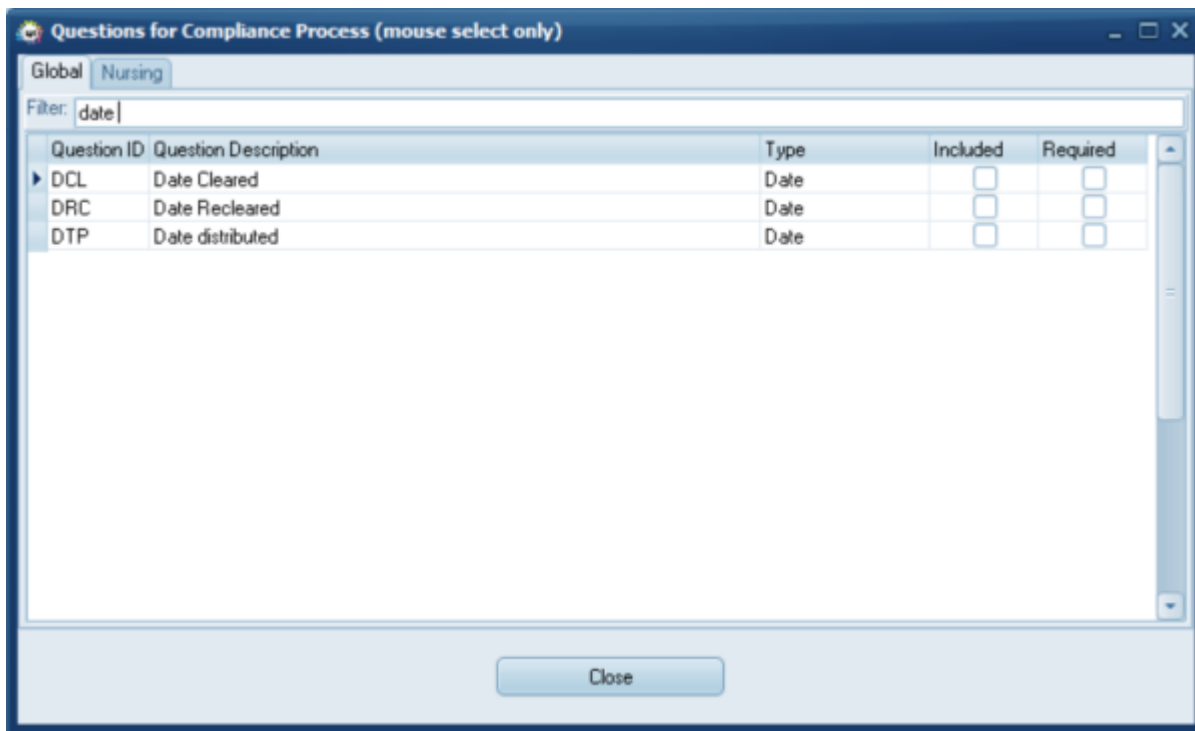 Questions for Compliance Process (mouse select only)
Global Nursing
Filter: date
Question ID Question Description Type Included Required
DCL Date Cleared Date
DRC Date Recleared Date
DTP Date distributed Date
Close